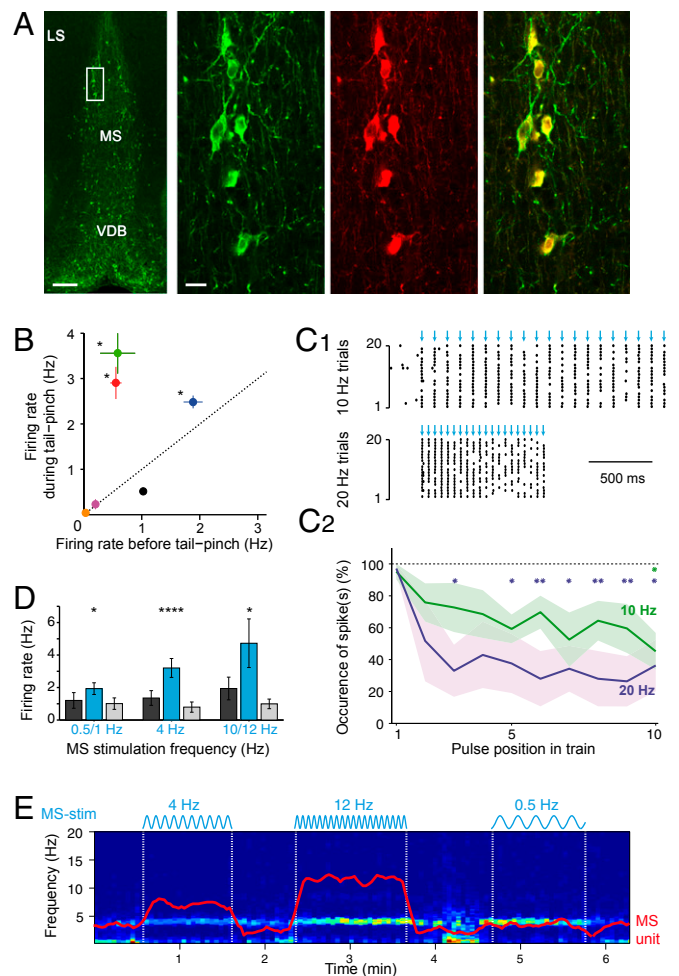 A
LS
MS
VDB
B
Firing rate
during tail−pinch (Hz)
4
3
2
1
0
1
2
3
Firing rate before tail−pinch (Hz)
*
*
*
C1
10 Hz trials
20
1
20 Hz trials
20
1
500 ms
C2
Occurence of spike(s) (%)
100
80
60
40
20
0
* * ** * ** ** *
*
10 Hz
20 Hz
1 5 10
Pulse position in train
D
Firing rate (Hz)
6
4
2
0
* **** *
0.5/1 Hz 4 Hz 10/12 Hz
MS stimulation frequency (Hz)
E
MS-stim
4 Hz 12 Hz 0.5 Hz
Frequency (Hz)
20
15
10
5
MS
unit
1 2 3 4 5 6
Time (min)